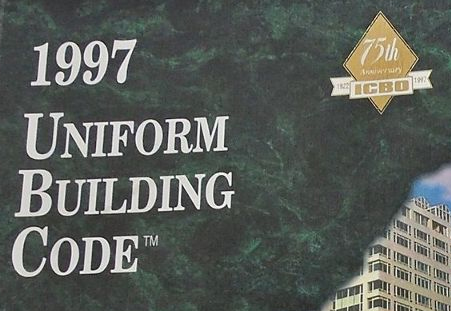 1997
UNIFORM
BUILDING
CODE™
75th
Anniversary
1922 ICBO 1997